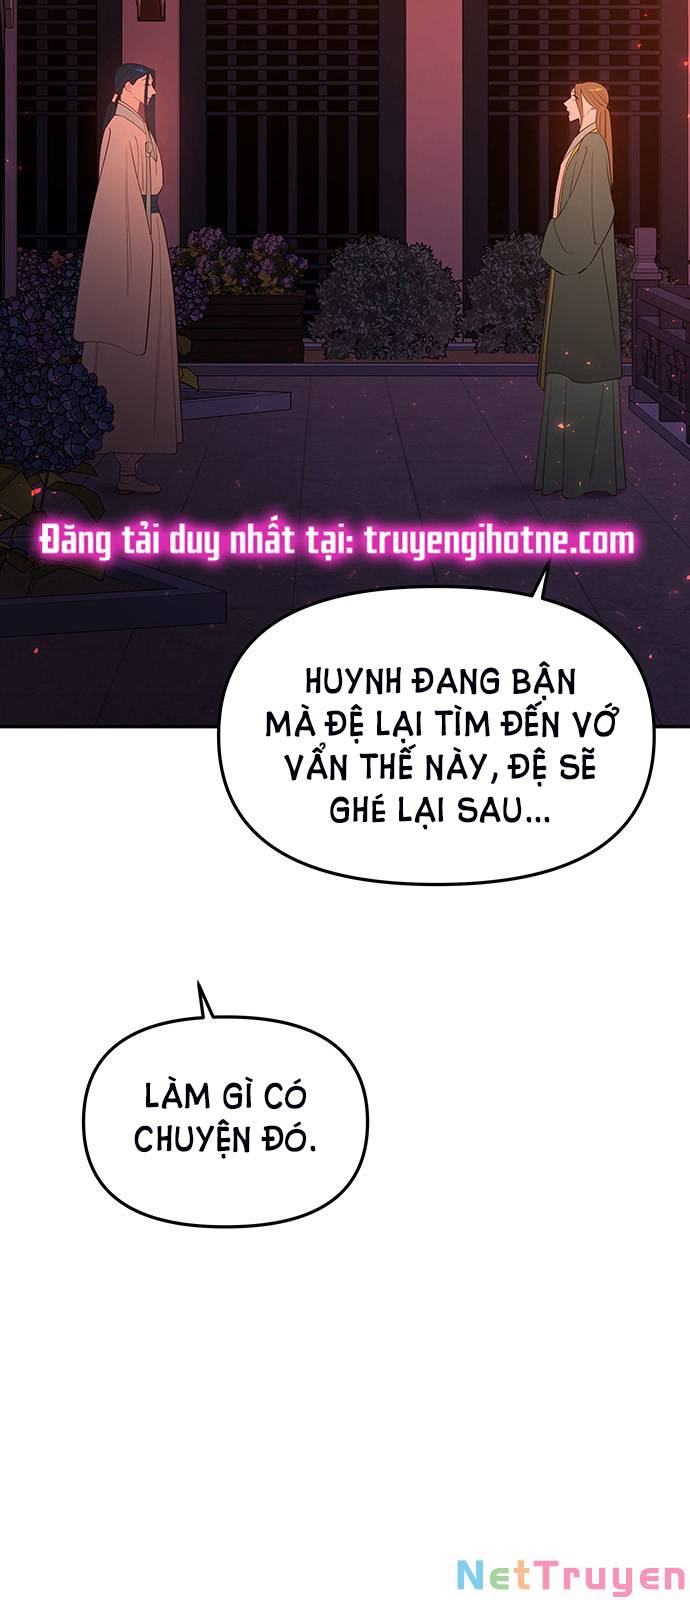 Đăng tải duy nhất tại: truyengihotne.com
HUYNH ĐANG BẬN
MÀ ĐỆ LẠI TÌM ĐẾN VỚ
VẨN THẾ NÀY, ĐỆ SẼ
GHÉ LẠI SAU...
LÀM GÌ CÓ
CHUYỆN ĐÓ.
NetTruyen